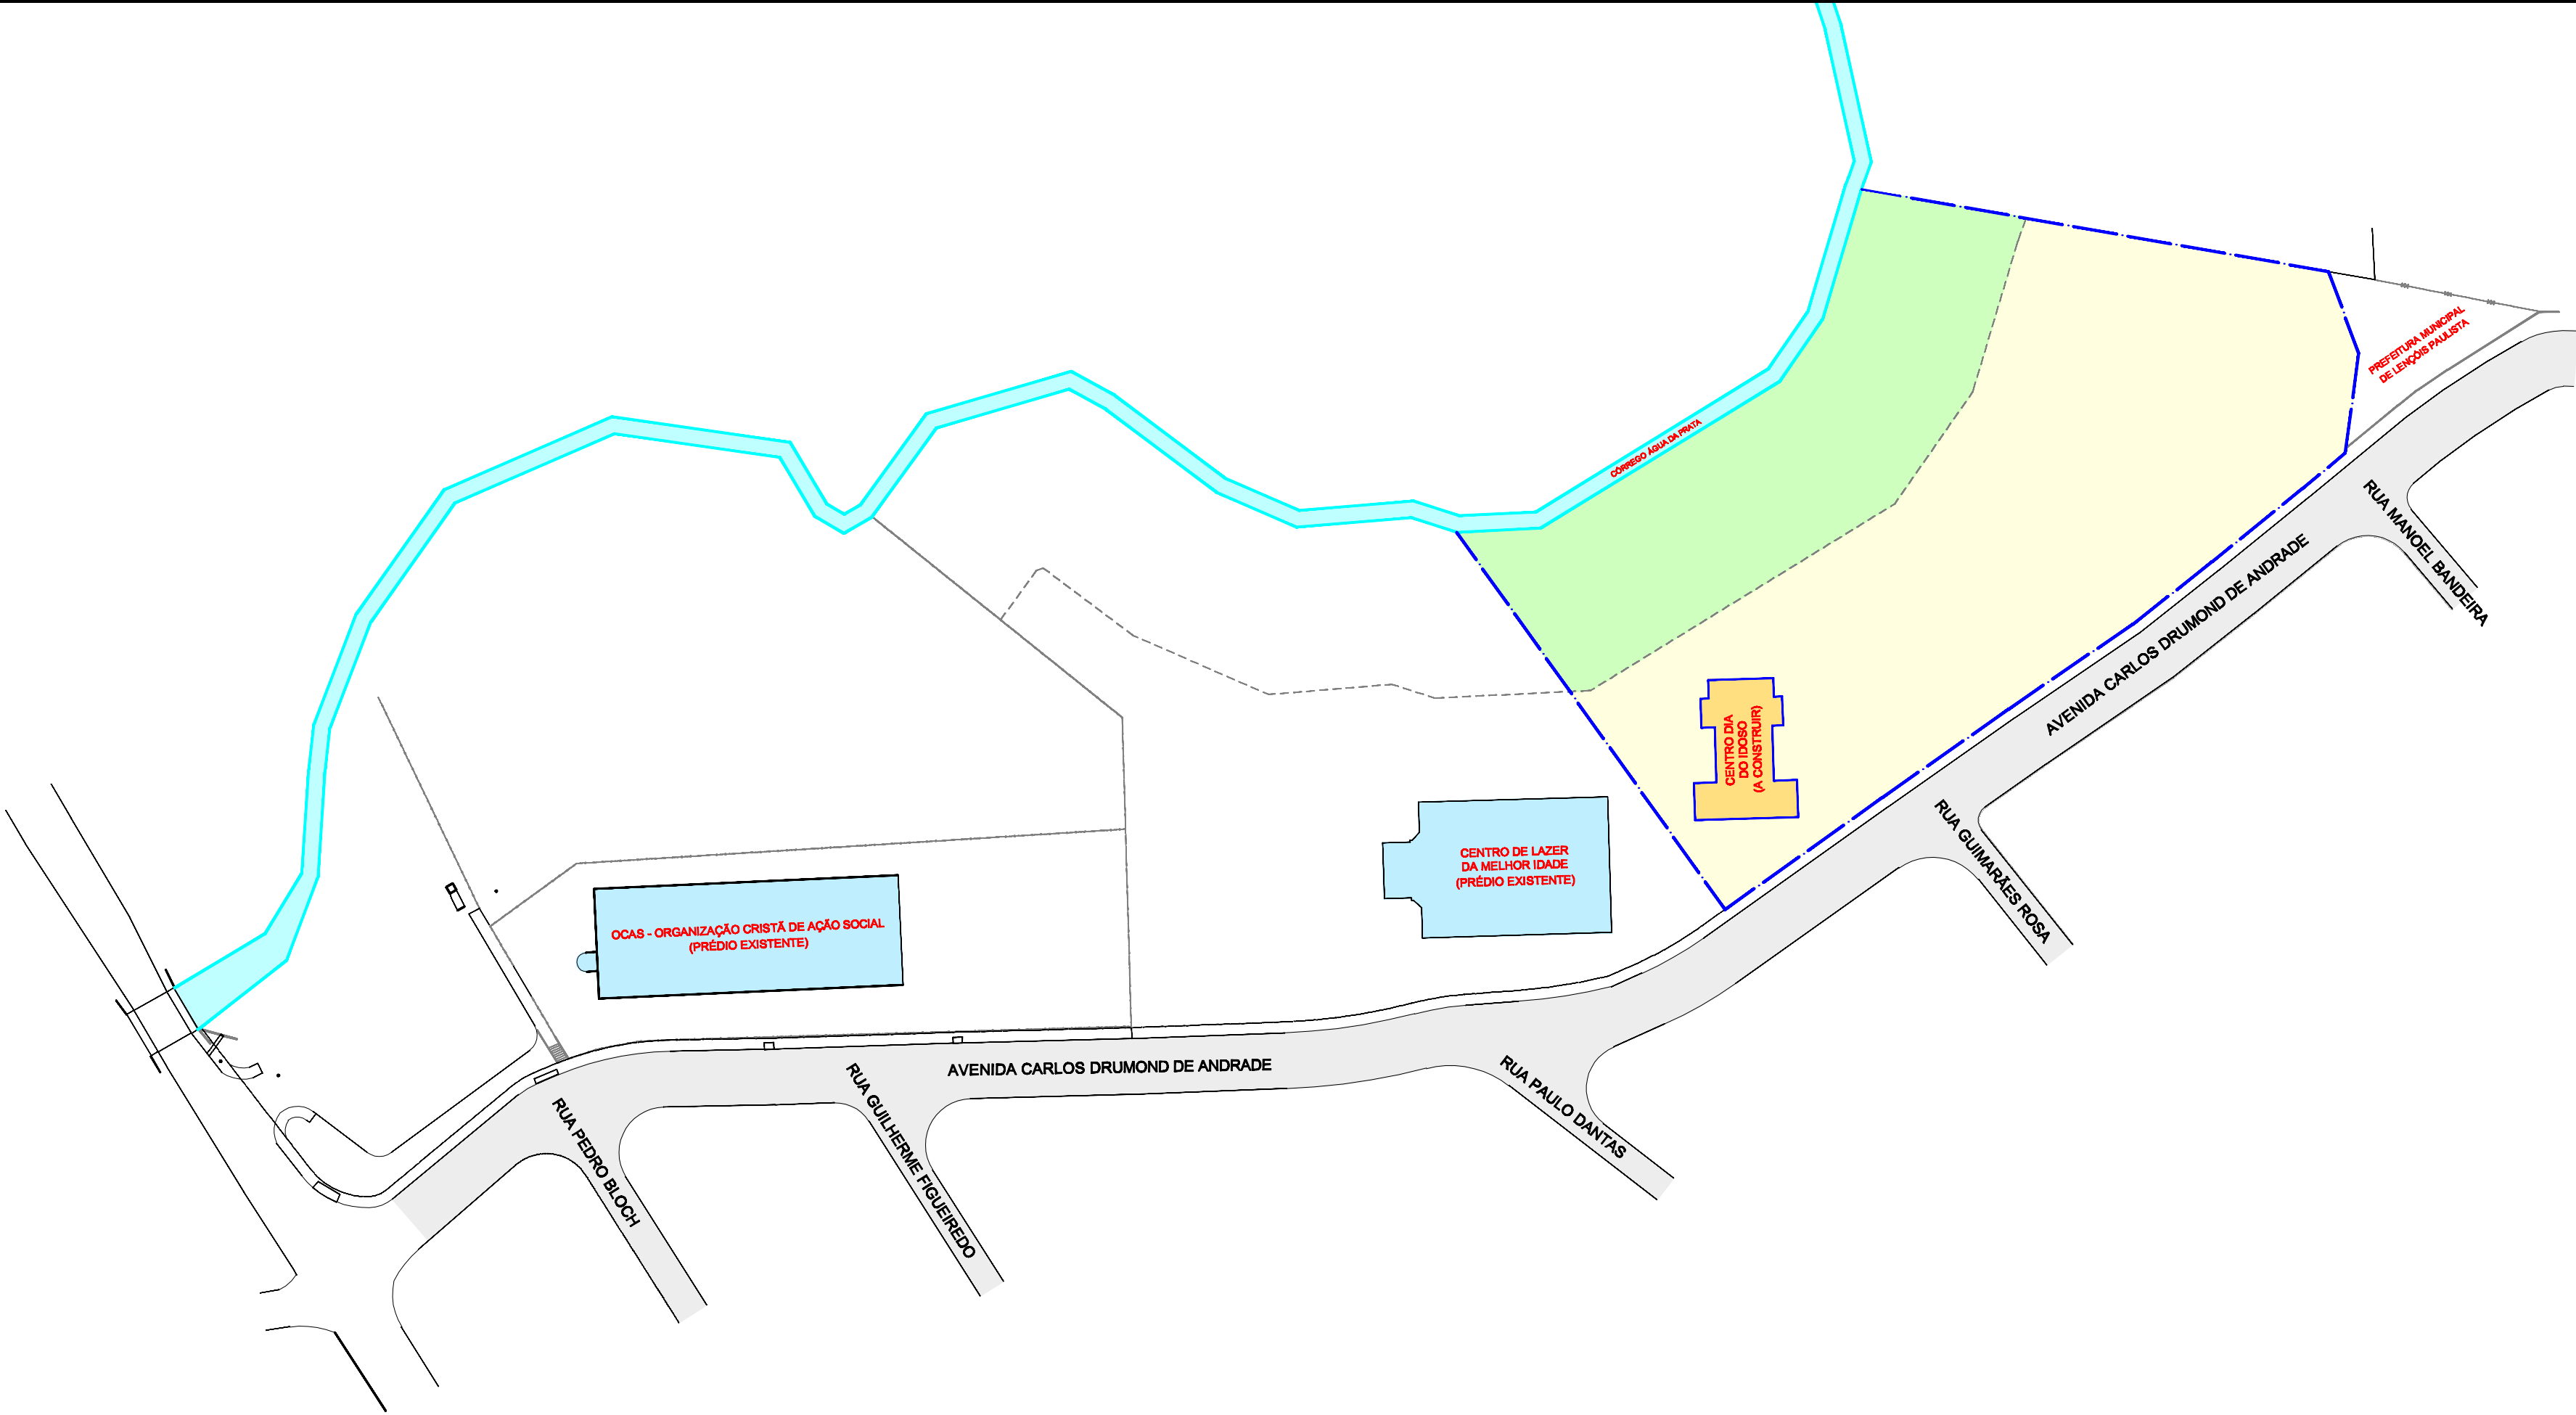 PREFEITURA MUNICIPAL
DE LENÇÓIS PAULISTA
CÓRREGO ÁGUA DA PRATA
RUA MANOEL BANDEIRA
AVENIDA CARLOS DRUMOND DE ANDRADE
CENTRO DIA
DO IDOSO
(A CONSTRUIR)
RUA GUIMARÃES ROSA
CENTRO DE LAZER
DA MELHOR IDADE
(PRÉDIO EXISTENTE)
OCAS - ORGANIZAÇÃO CRISTÃ DE AÇÃO SOCIAL
(PRÉDIO EXISTENTE)
AVENIDA CARLOS DRUMOND DE ANDRADE
RUA PEDRO BLOCH
RUA GUILHERME FIGUEIREDO
RUA PAULO DANTAS